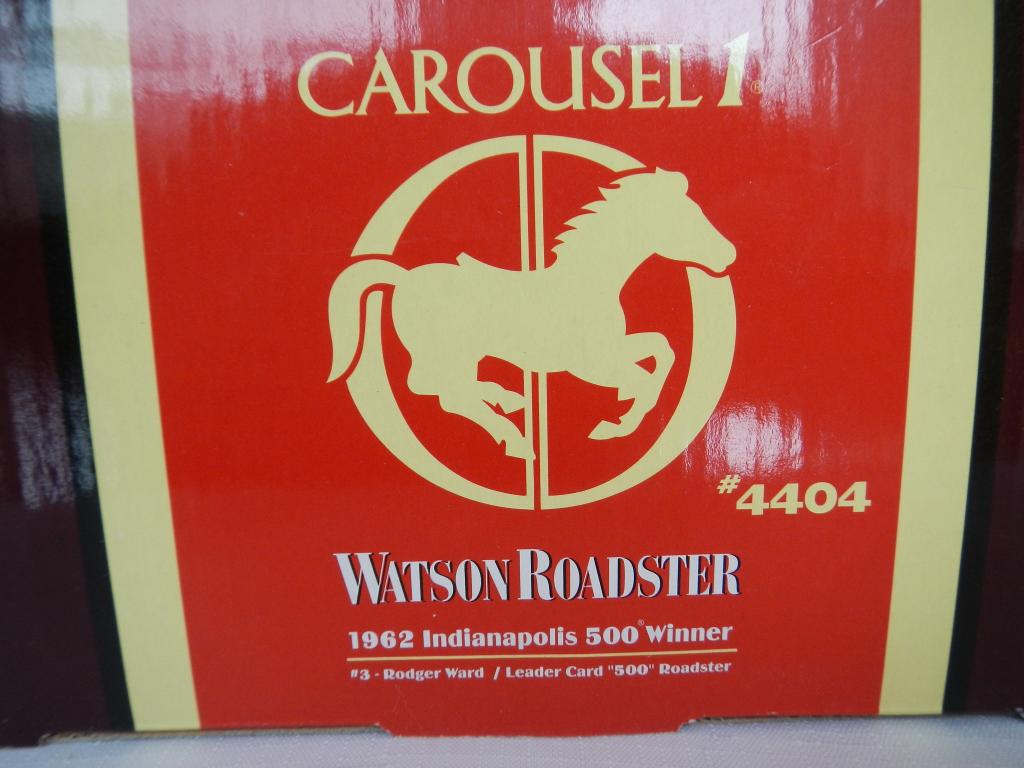 CAROUSEL 1®
#4404
WATSON ROADSTER
1962 Indianapolis 500® Winner
#3 - Rodger Ward / Leader Card "500" Roadster